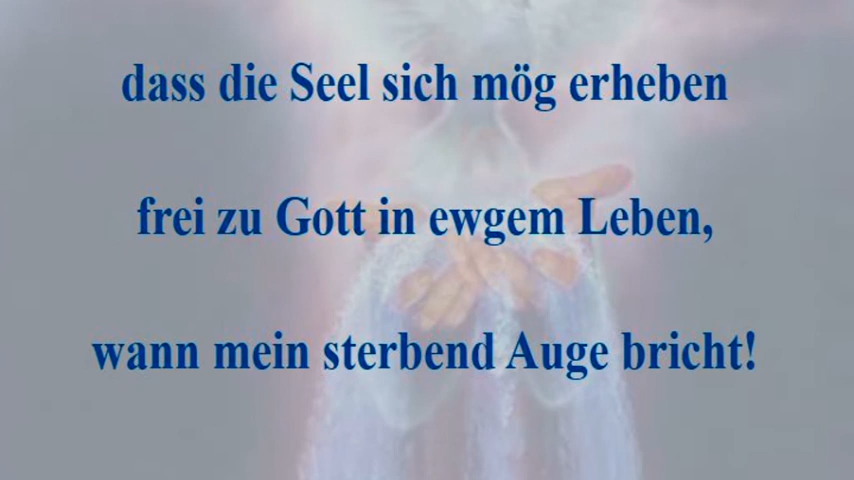 dass die Seel sich mög erheben
frei zu Gott in ewgem Leben,
wann mein sterbend Auge bricht!